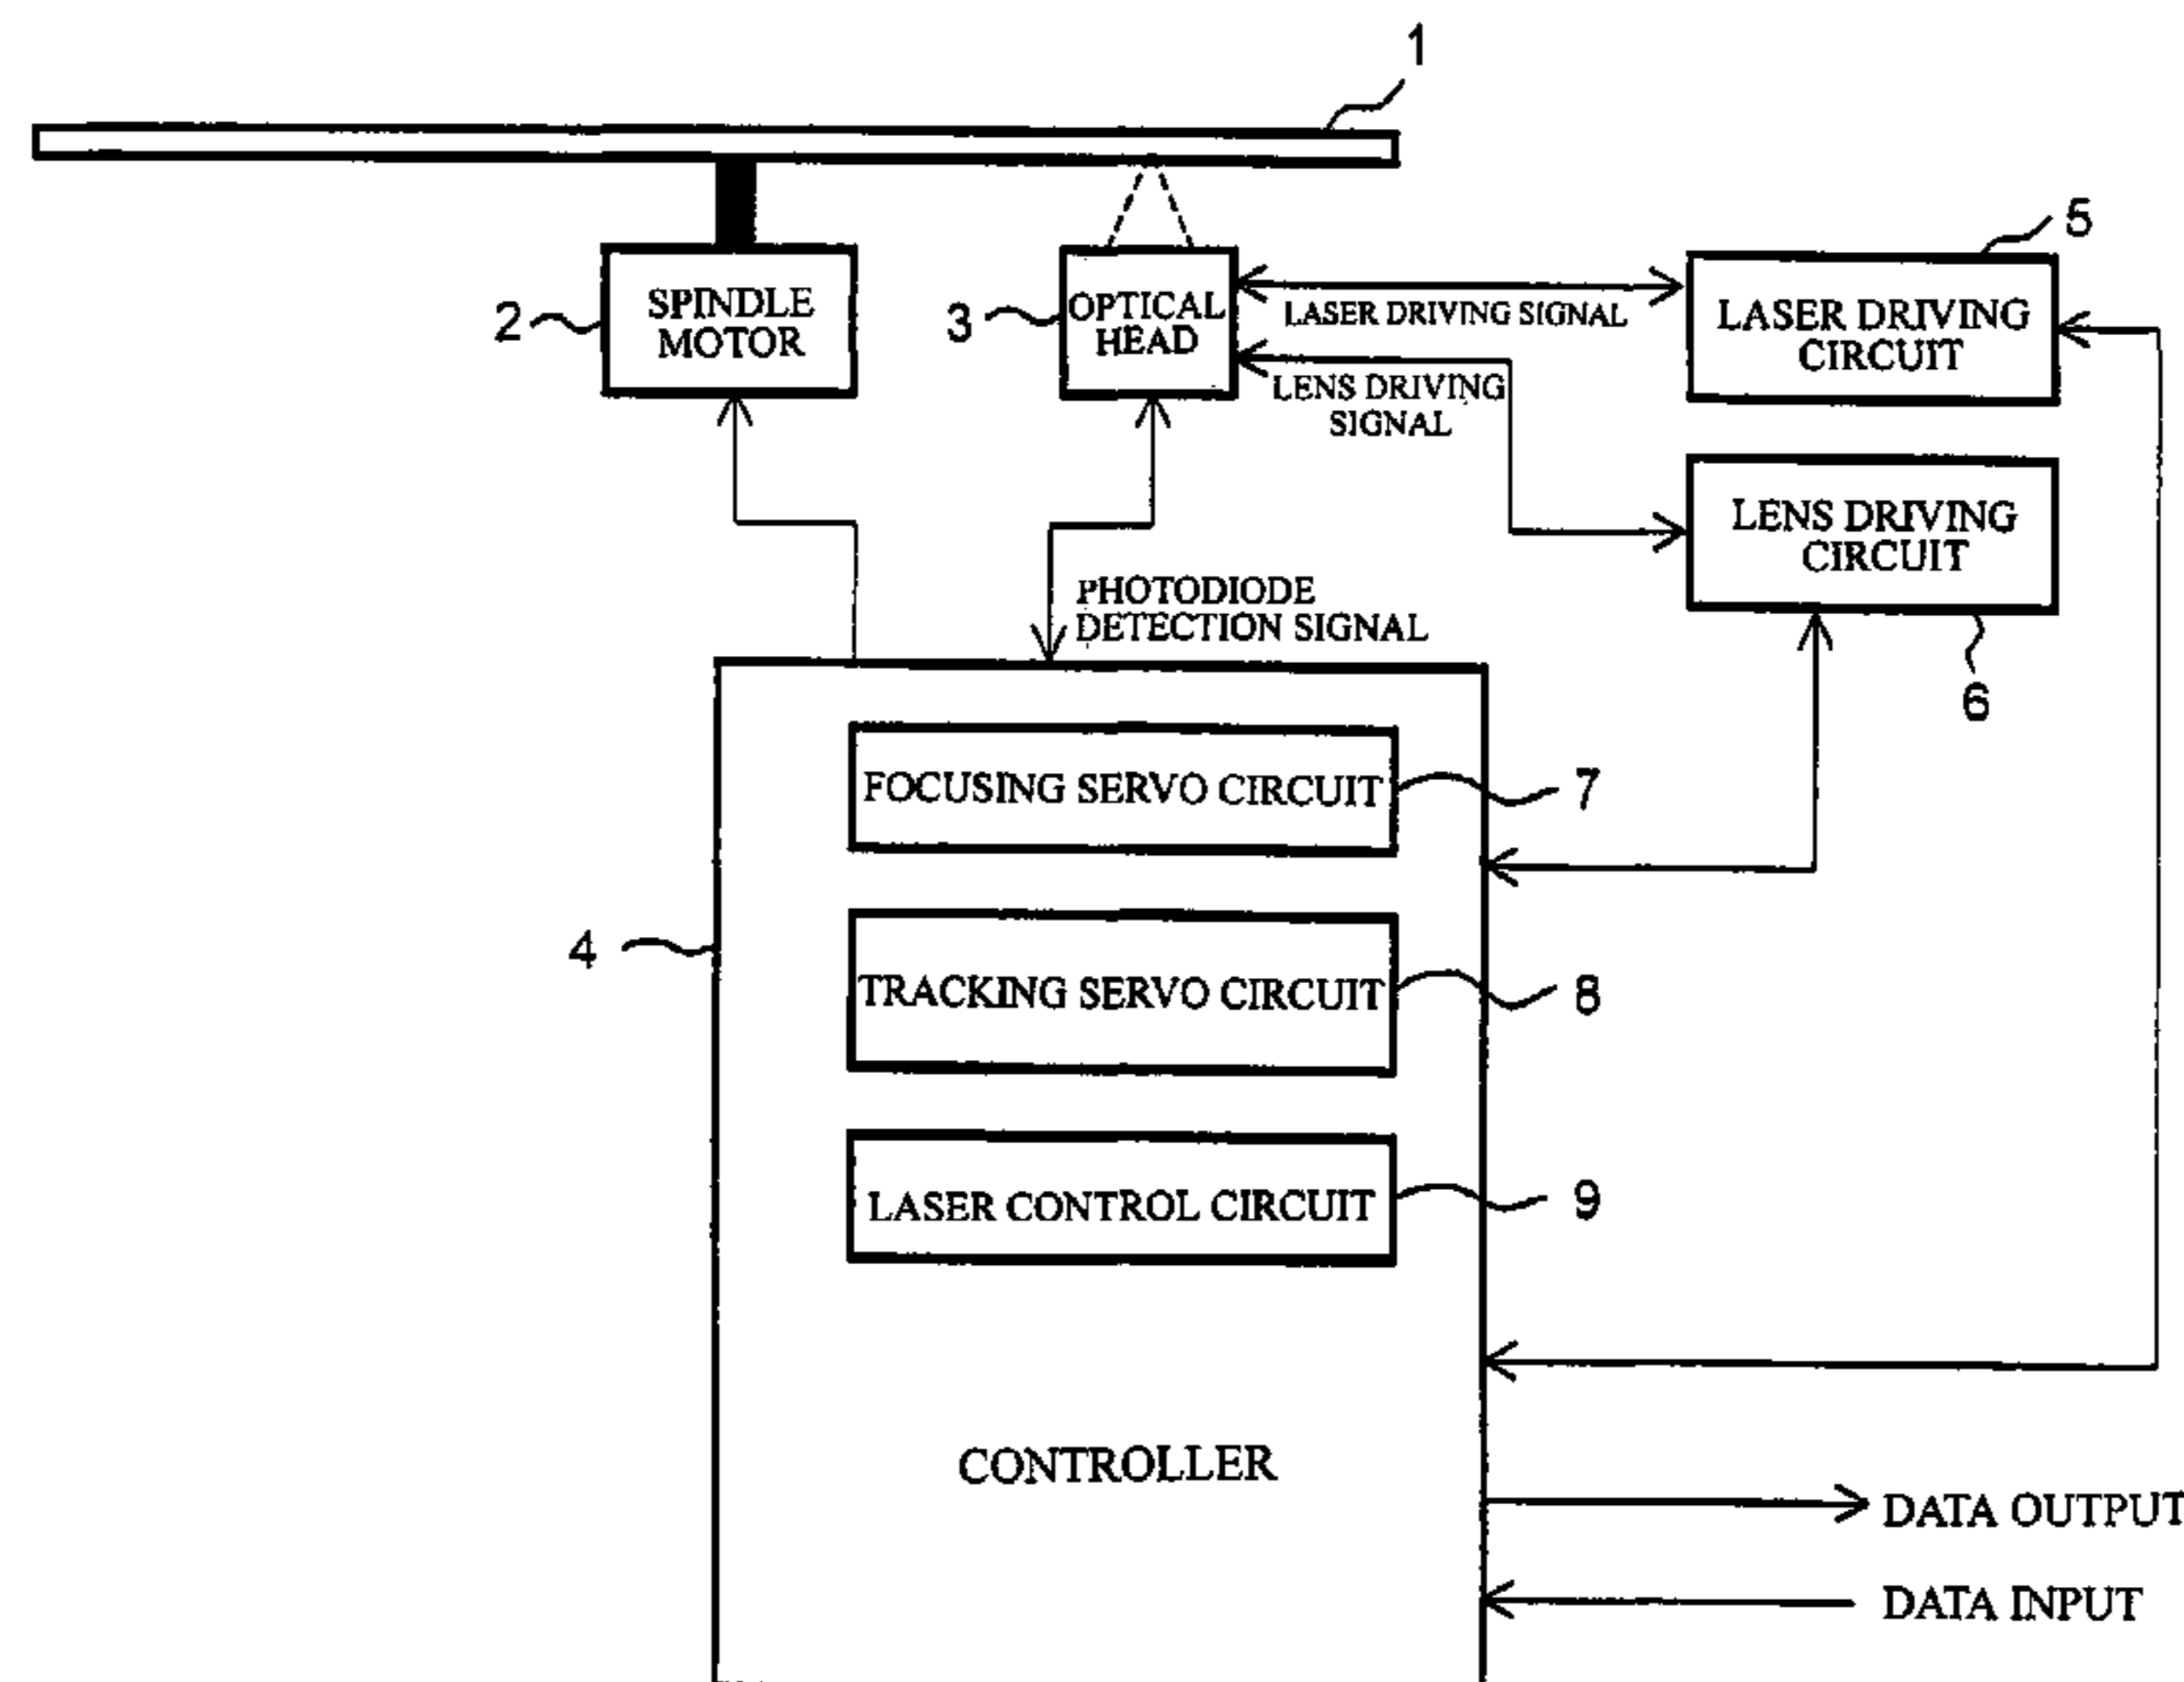 1
SPINDLE
MOTOR
2
OPTICAL
HEAD
3
LASER DRIVING SIGNAL
LENS DRIVING
SIGNAL
5
LASER DRIVING
CIRCUIT
LENS DRIVING
CIRCUIT
6
PHOTODIODE
DETECTION SIGNAL
FOCUSING SERVO CIRCUIT
7
4
TRACKING SERVO CIRCUIT
8
LASER CONTROL CIRCUIT
9
CONTROLLER
DATA OUTPUT
DATA INPUT